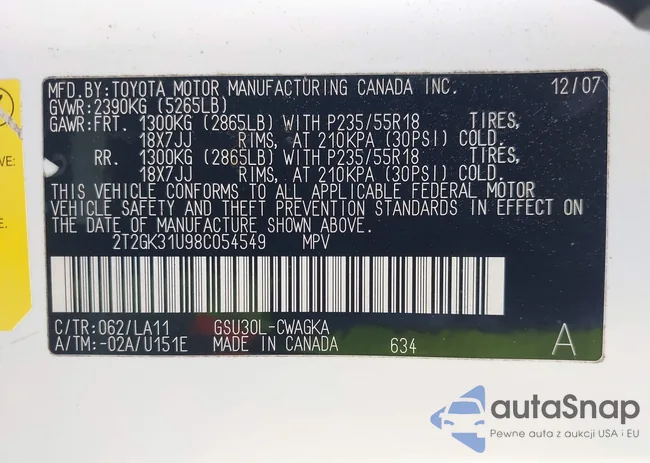 MFD.BY:TOYOTA MOTOR MANUFACTURING CANADA INC. 12/07
GVWR:2390KG (5265LB)
GAWR:FRT. 1300KG (2865LB) WITH P235/55R18 TIRES,
18X7JJ RIMS, AT 210KPA (30PSI) COLD.
RR. 1300KG (2865LB) WITH P235/55R18 TIRES,
18X7JJ RIMS, AT 210KPA (30PSI) COLD.
THIS VEHICLE CONFORMS TO ALL APPLICABLE FEDERAL MOTOR
VEHICLE SAFETY AND THEFT PREVENTION STANDARDS IN EFFECT ON
THE DATE OF MANUFACTURE SHOWN ABOVE.
2T2GK31U98C054549 MPV
C/TR:062/LA11 GSU30L-CWAGKA
A/TM:-02A/U151E MADE IN CANADA 634 A
VE:
autaSnap
Pewne auta z aukcji USA i EU